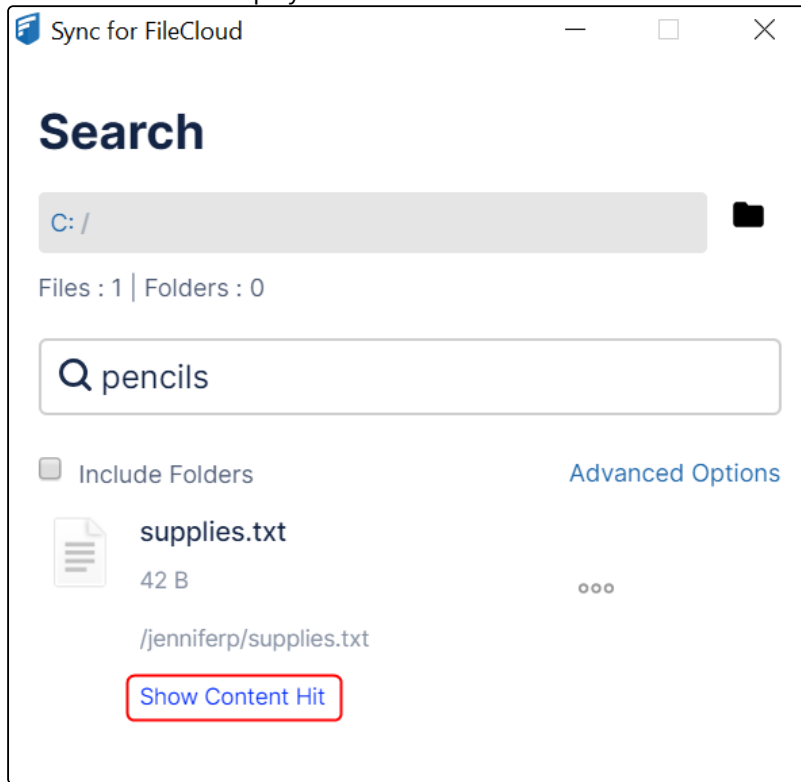 Sync for FileCloud
Search
C: /
Files : 1 | Folders : 0
pencils
Include Folders Advanced Options
supplies.txt
42 B
/jenniferp/supplies.txt
Show Content Hit